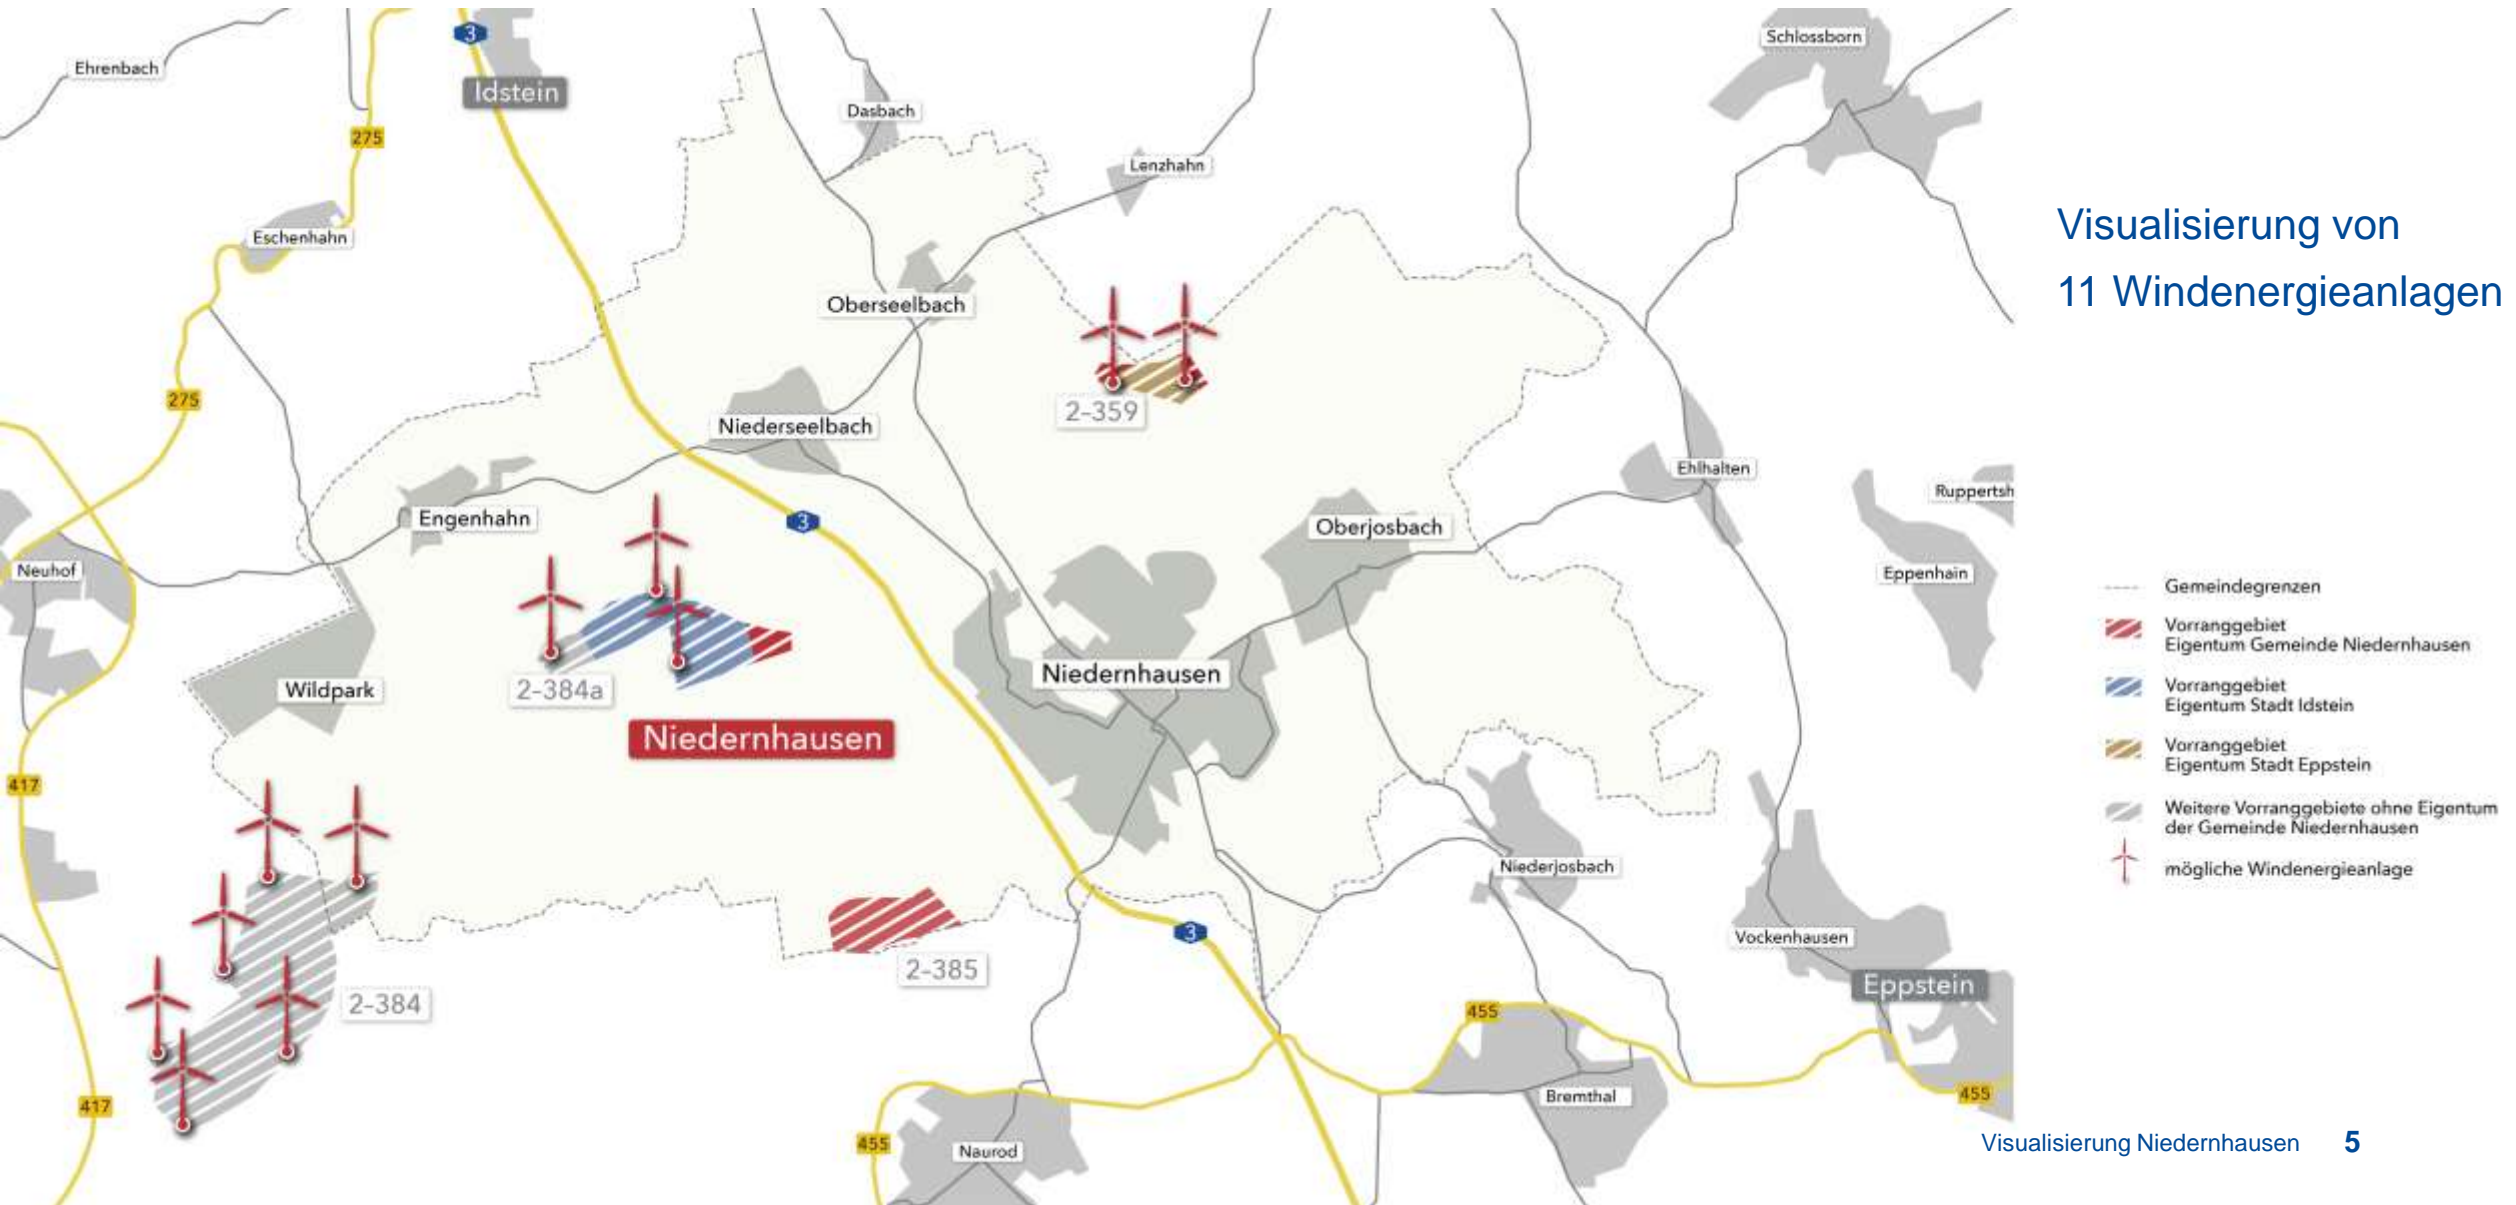 3
Schlossborn
Ehrenbach
Idstein
Dasbach
275
Lenzhahn
Visualisierung von
11 Windenergieanlagen
Eschenhahn
Oberseelbach
275
2-359
Niederseelbach
Ehlhalten
Ruppertsh
Engenhahn
3
Oberjosbach
Neuhof
Eppenhain
Gemeindegrenzen
Vorranggebiet
Eigentum Gemeinde Niedernhausen
Niedernhausen
Wildpark
2-384a
Vorranggebiet
Eigentum Stadt Idstein
Niedernhausen
Vorranggebiet
Eigentum Stadt Eppstein
417
Weitere Vorranggebiete ohne Eigentum
der Gemeinde Niedernhausen
Niederjosbach
mögliche Windenergieanlage
3
Vockenhausen
2-385
Eppstein
2-384
455
417
Bremthal
455
455
Naurod
Visualisierung Niedernhausen 5